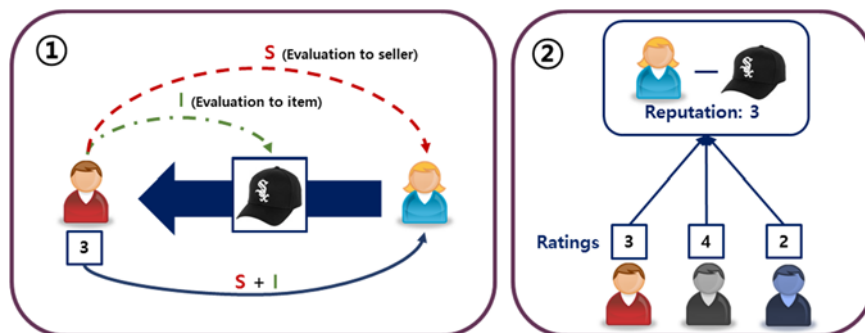 ①
S (Evaluation to seller)
I (Evaluation to item)
3
S + I
②
Reputation: 3
Ratings 3 4 2